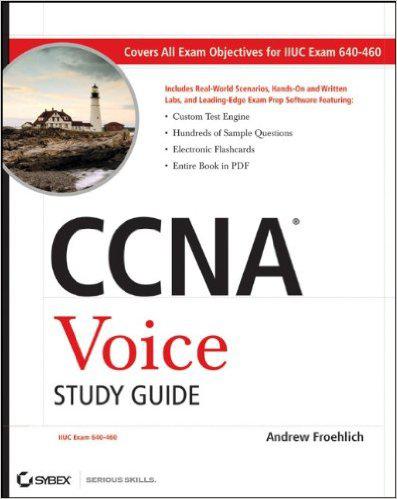 Covers All Exam Objectives for IIUC Exam 640-460
Includes Real-World Scenarios, Hands-On and Written
Labs, and Leading-Edge Exam Prep Software Featuring:
• Custom Test Engine
• Hundreds of Sample Questions
• Electronic Flashcards
• Entire Book in PDF
CCNA®
Voice
STUDY GUIDE
IIUC Exam 640-460
Andrew Froehlich
SYBEX
SERIOUS SKILLS.